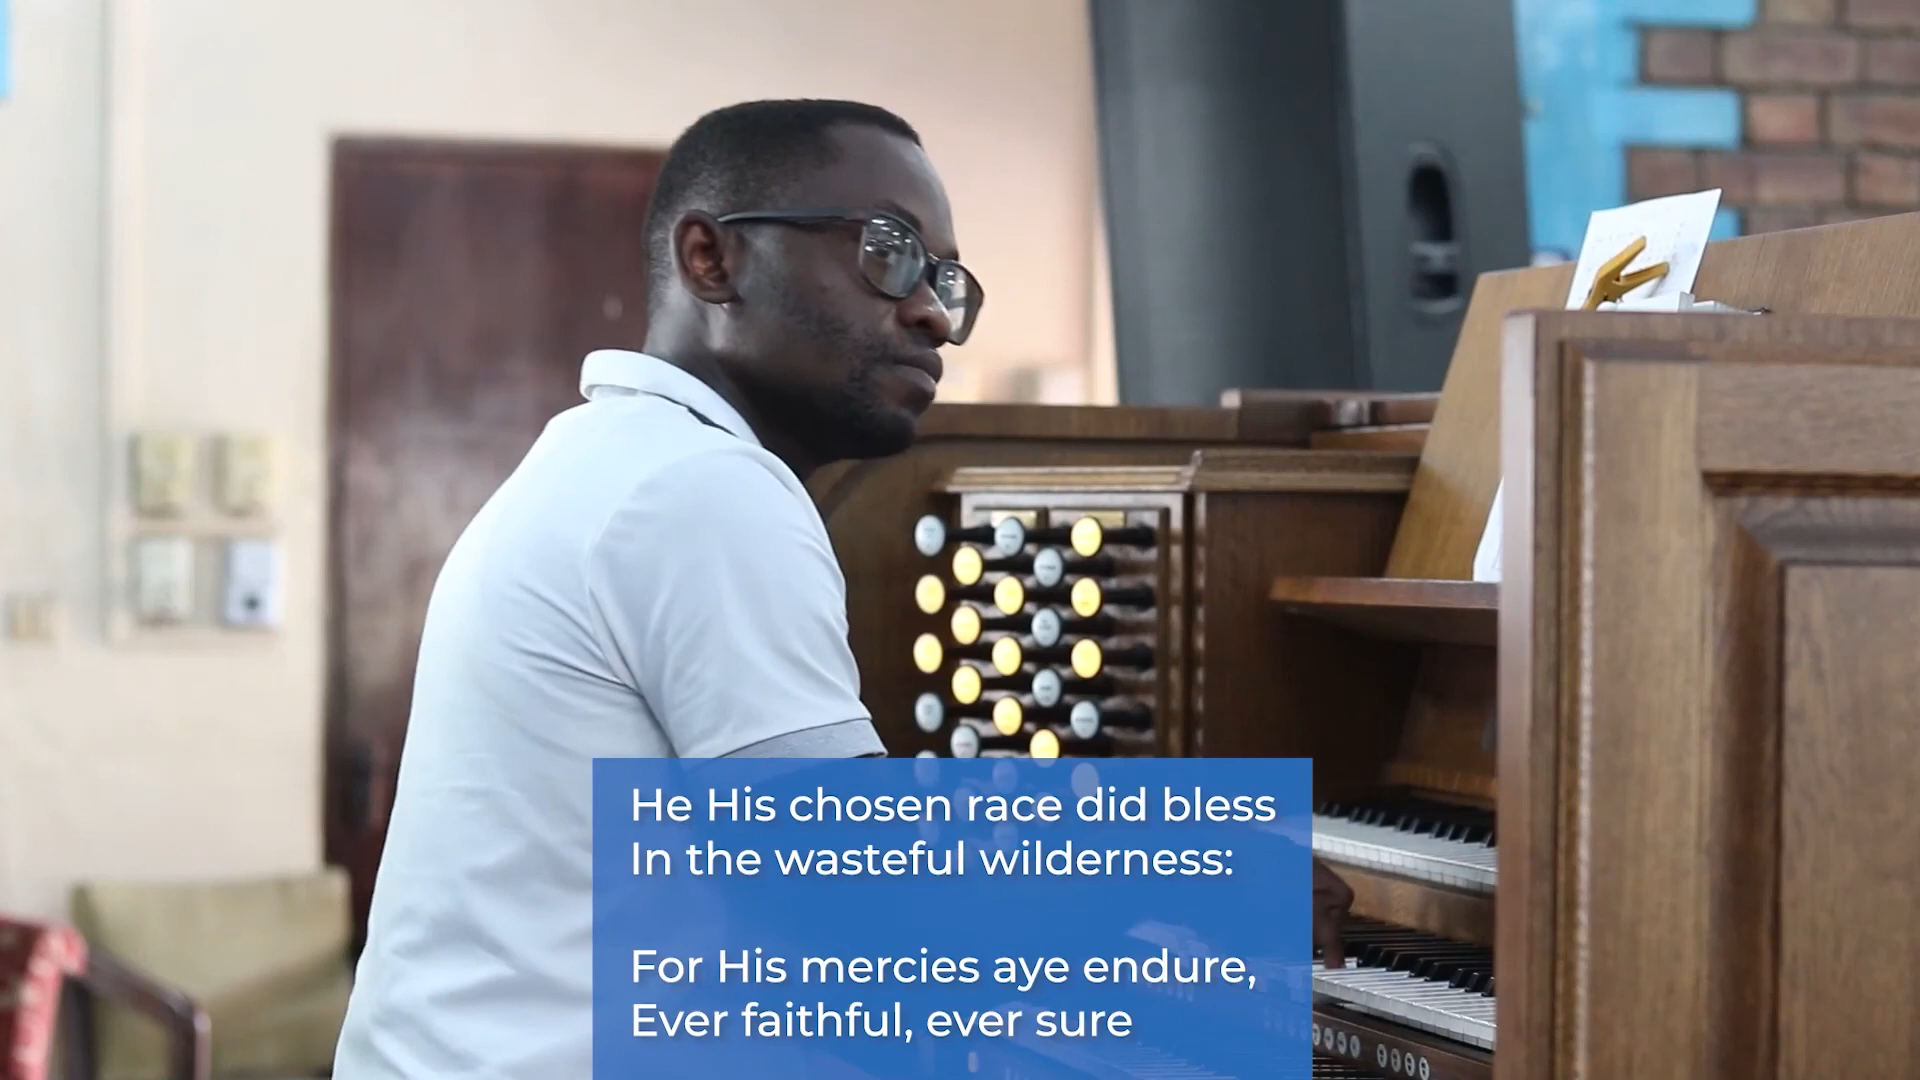 He His chosen race did bless
In the wasteful wilderness:
For His mercies aye endure,
Ever faithful, ever sure